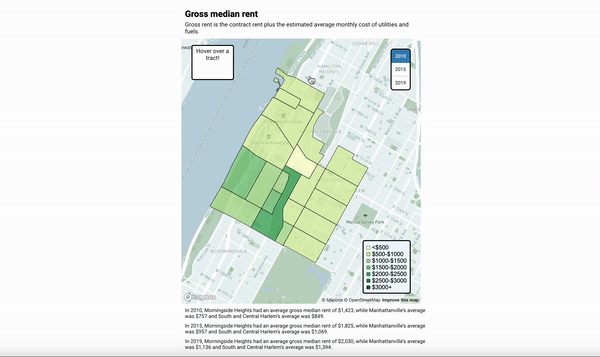 Gross median rent
Gross rent is the contract rent plus the estimated average monthly cost of utilities and
fuels.
Hover over a
tract!
2010
2015
2019
HAMILTON
HEIGHTS
Marcus Garvey Park
BLOOMINGDALE
<$500
$500-$1000
$1000-$1500
$1500-$2000
$2000-$2500
$2500-$3000
$3000+
mapbox
© Mapbox © OpenStreetMap Improve this map
In 2010, Morningside Heights had an average gross median rent of $1,423, while Manhattanville's average
was $757 and South and Central Harlem's average was $849.
In 2015, Morningside Heights had an average gross median rent of $1,825, while Manhattanville's average
was $957 and South and Central Harlem's average was $1,069.
In 2019, Morningside Heights had an average gross median rent of $2,030, while Manhattanville's average
was $1,136 and South and Central Harlem's average was $1,394.